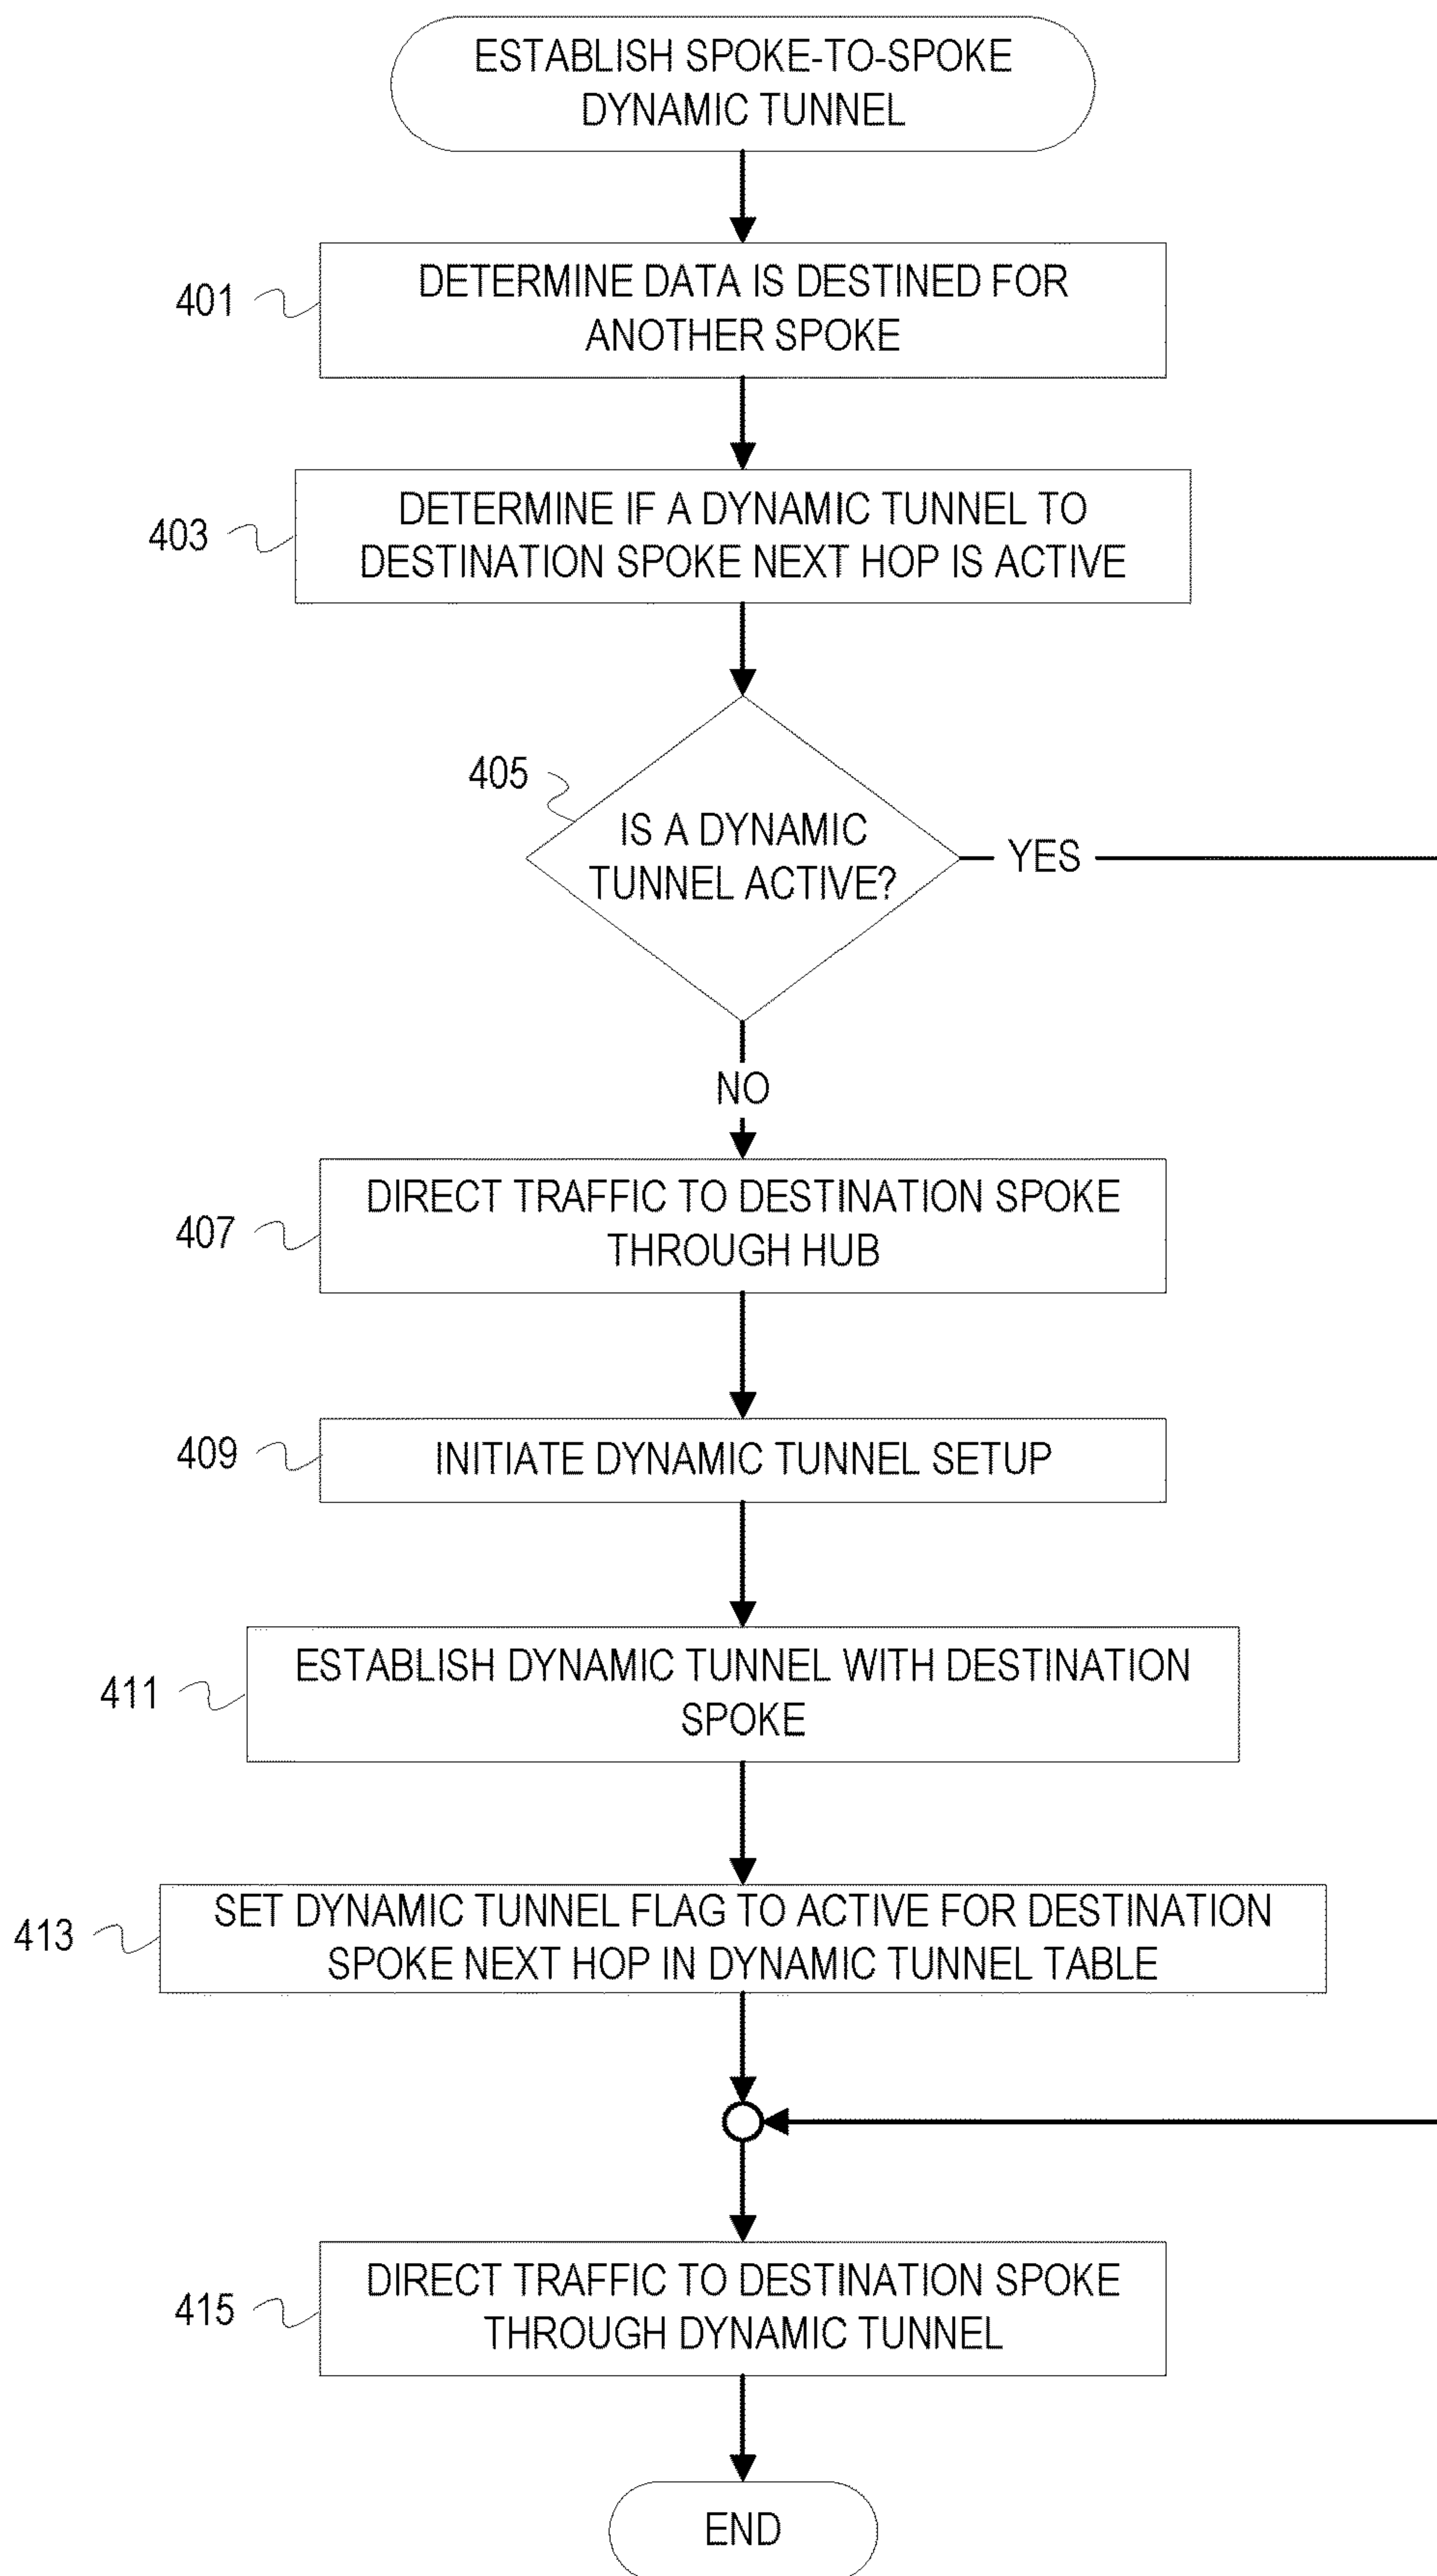 ESTABLISH SPOKE-TO-SPOKE
DYNAMIC TUNNEL
401
DETERMINE DATA IS DESTINED FOR
ANOTHER SPOKE
403
DETERMINE IF A DYNAMIC TUNNEL TO
DESTINATION SPOKE NEXT HOP IS ACTIVE
405
IS A DYNAMIC
TUNNEL ACTIVE?
YES
NO
407
DIRECT TRAFFIC TO DESTINATION SPOKE
THROUGH HUB
409
INITIATE DYNAMIC TUNNEL SETUP
411
ESTABLISH DYNAMIC TUNNEL WITH DESTINATION
SPOKE
413
SET DYNAMIC TUNNEL FLAG TO ACTIVE FOR DESTINATION
SPOKE NEXT HOP IN DYNAMIC TUNNEL TABLE
415
DIRECT TRAFFIC TO DESTINATION SPOKE
THROUGH DYNAMIC TUNNEL
END